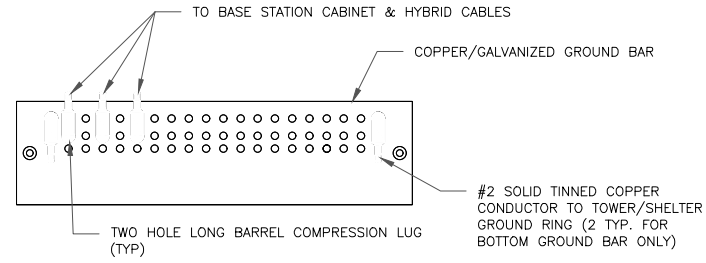 TO BASE STATION CABINET & HYBRID CABLES
COPPER/GALVANIZED GROUND BAR
#2 SOLID TINNED COPPER
CONDUCTOR TO TOWER/SHELTER
GROUND RING (2 TYP. FOR
BOTTOM GROUND BAR ONLY)
TWO HOLE LONG BARREL COMPRESSION LUG
(TYP)